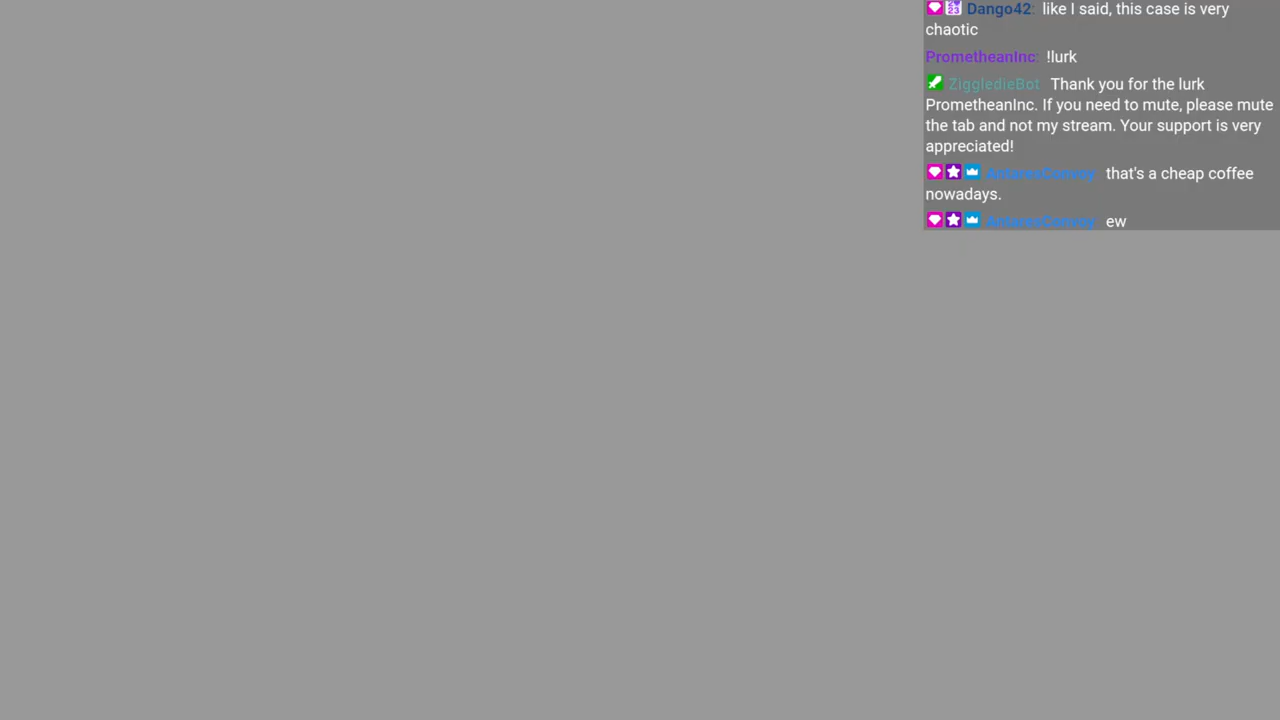 Dango42: like I said, this case is very
chaotic
PrometheanInc: !lurk
ZiggledieBot: Thank you for the lurk
PrometheanInc. If you need to mute, please mute
the tab and not my stream. Your support is very
appreciated!
AntaresConvoy: that's a cheap coffee
nowadays.
AntaresConvoy: ew